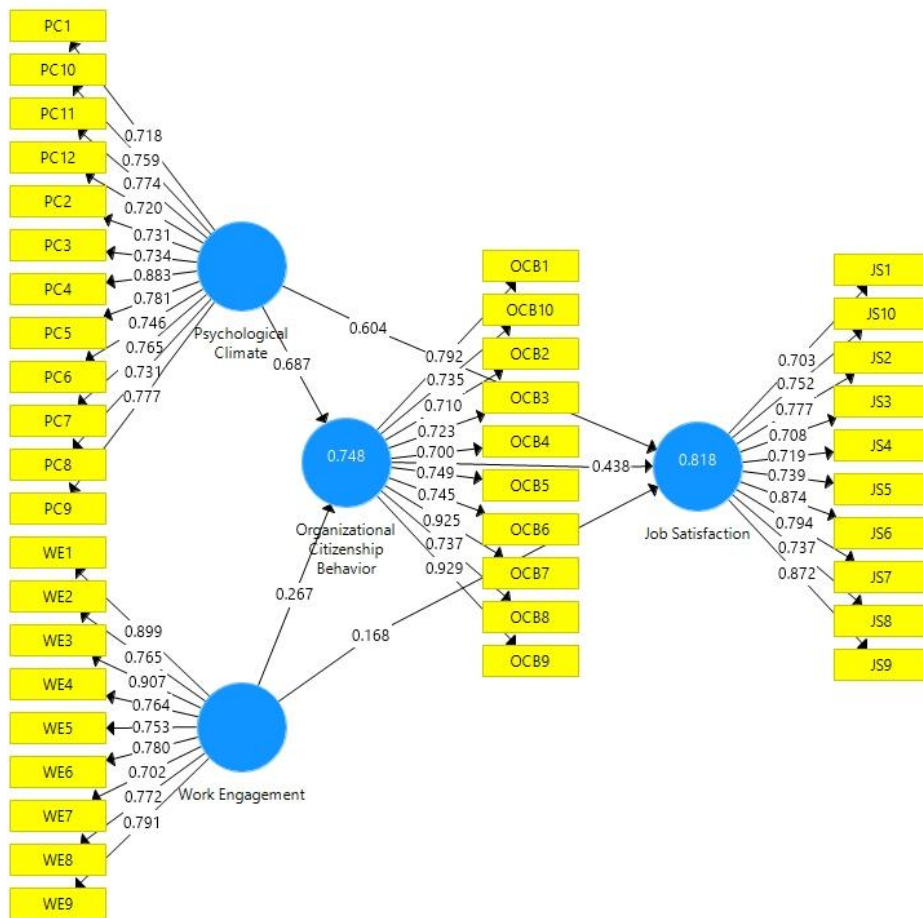 PC1
PC10
PC11
PC12
PC2
PC3
PC4
PC5
PC6
PC7
PC8
PC9
0.718
0.759
0.774
0.720
0.731
0.734
0.883
0.781
0.746
0.765
0.731
0.777
Psychological
Climate
WE1
WE2
WE3
WE4
WE5
WE6
WE7
WE8
WE9
0.899
0.765
0.907
0.764
0.753
0.780
0.702
0.772
0.791
Work Engagement
0.687
0.267
0.604
0.438
0.168
0.748
Organizational
Citizenship
Behavior
0.792
0.735
0.710
0.723
0.700
0.749
0.745
0.925
0.737
0.929
OCB1
OCB10
OCB2
OCB3
OCB4
OCB5
OCB6
OCB7
OCB8
OCB9
0.818
Job Satisfaction
0.703
0.752
0.777
0.708
0.719
0.739
0.874
0.794
0.737
0.872
JS1
JS10
JS2
JS3
JS4
JS5
JS6
JS7
JS8
JS9